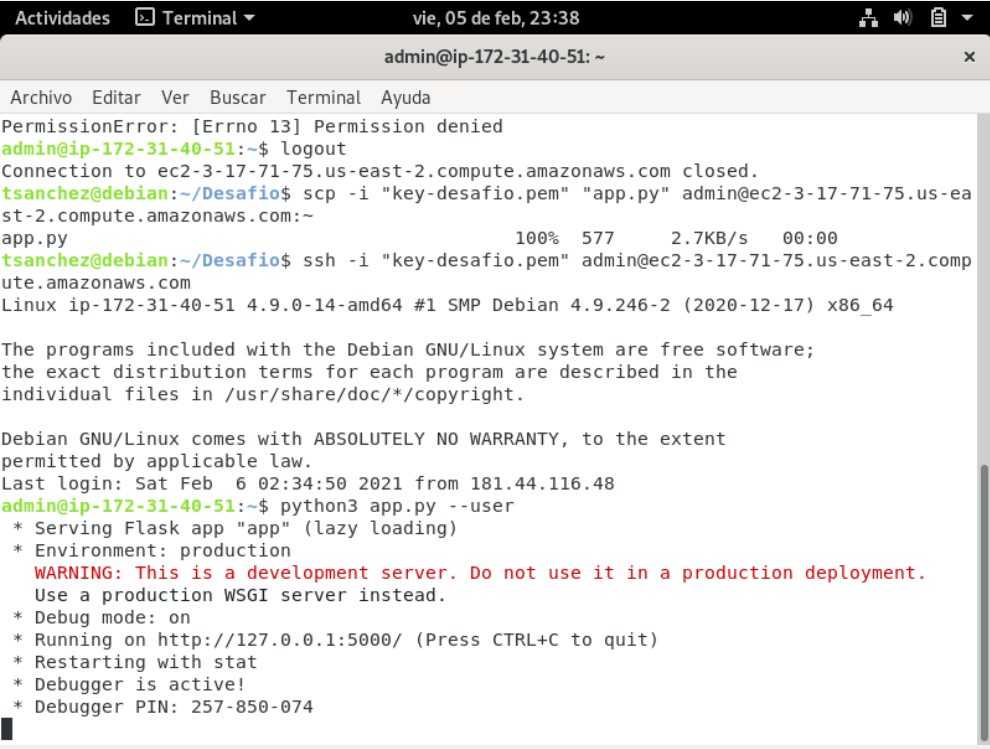 Actividades Terminal vie, 05 de feb, 23:38
admin@ip-172-31-40-51: ~ ×
Archivo Editar Ver Buscar Terminal Ayuda
PermissionError: [Errno 13] Permission denied
admin@ip-172-31-40-51:~$ logout
Connection to ec2-3-17-71-75.us-east-2.compute.amazonaws.com closed.
tsanchez@debian:~/Desafio$ scp -i "key-desafio.pem" "app.py" admin@ec2-3-17-71-75.us-ea
st-2.compute.amazonaws.com:~
app.py 100% 577 2.7KB/s 00:00
tsanchez@debian:~/Desafio$ ssh -i "key-desafio.pem" admin@ec2-3-17-71-75.us-east-2.comp
ute.amazonaws.com
Linux ip-172-31-40-51 4.9.0-14-amd64 #1 SMP Debian 4.9.246-2 (2020-12-17) x86_64
The programs included with the Debian GNU/Linux system are free software;
the exact distribution terms for each program are described in the
individual files in /usr/share/doc/*/copyright.
Debian GNU/Linux comes with ABSOLUTELY NO WARRANTY, to the extent
permitted by applicable law.
Last login: Sat Feb  6 02:34:50 2021 from 181.44.116.48
admin@ip-172-31-40-51:~$ python3 app.py --user
 * Serving Flask app "app" (lazy loading)
 * Environment: production
   WARNING: This is a development server. Do not use it in a production deployment.
   Use a production WSGI server instead.
 * Debug mode: on
 * Running on http://127.0.0.1:5000/ (Press CTRL+C to quit)
 * Restarting with stat
 * Debugger is active!
 * Debugger PIN: 257-850-074